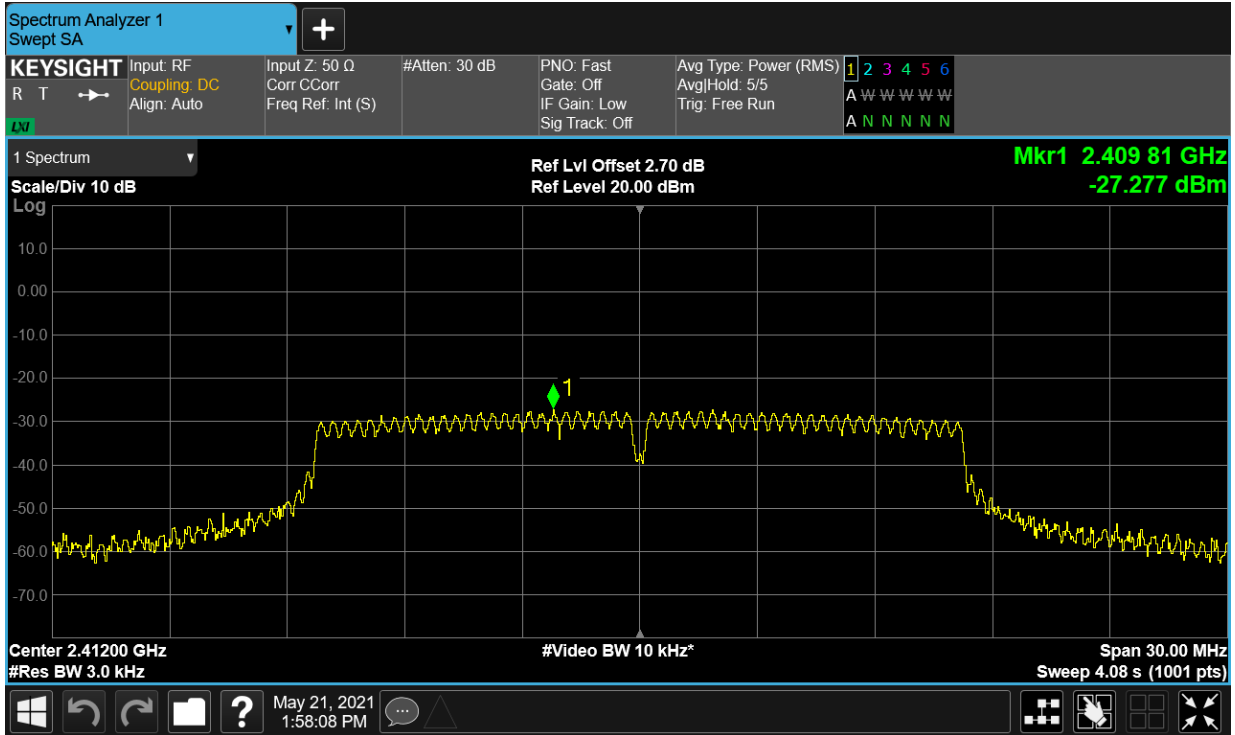 Spectrum Analyzer 1
Swept SA
+
KEYSIGHT
R T
LXI
Input: RF
Coupling: DC
Align: Auto
Input Z: 50 Ω
Corr CCorr
Freq Ref: Int (S)
#Atten: 30 dB
PNO: Fast
Gate: Off
IF Gain: Low
Sig Track: Off
Avg Type: Power (RMS)
Avg|Hold: 5/5
Trig: Free Run
1 2 3 4 5 6
A W W W W W
A N N N N N
1 Spectrum
Scale/Div 10 dB
Log
Ref Lvl Offset 2.70 dB
Ref Level 20.00 dBm
Mkr1 2.409 81 GHz
-27.277 dBm
10.0
0.00
-10.0
-20.0
-30.0
-40.0
-50.0
-60.0
-70.0
1
Center 2.41200 GHz
#Res BW 3.0 kHz
#Video BW 10 kHz*
Span 30.00 MHz
Sweep 4.08 s (1001 pts)
?
May 21, 2021
1:58:08 PM